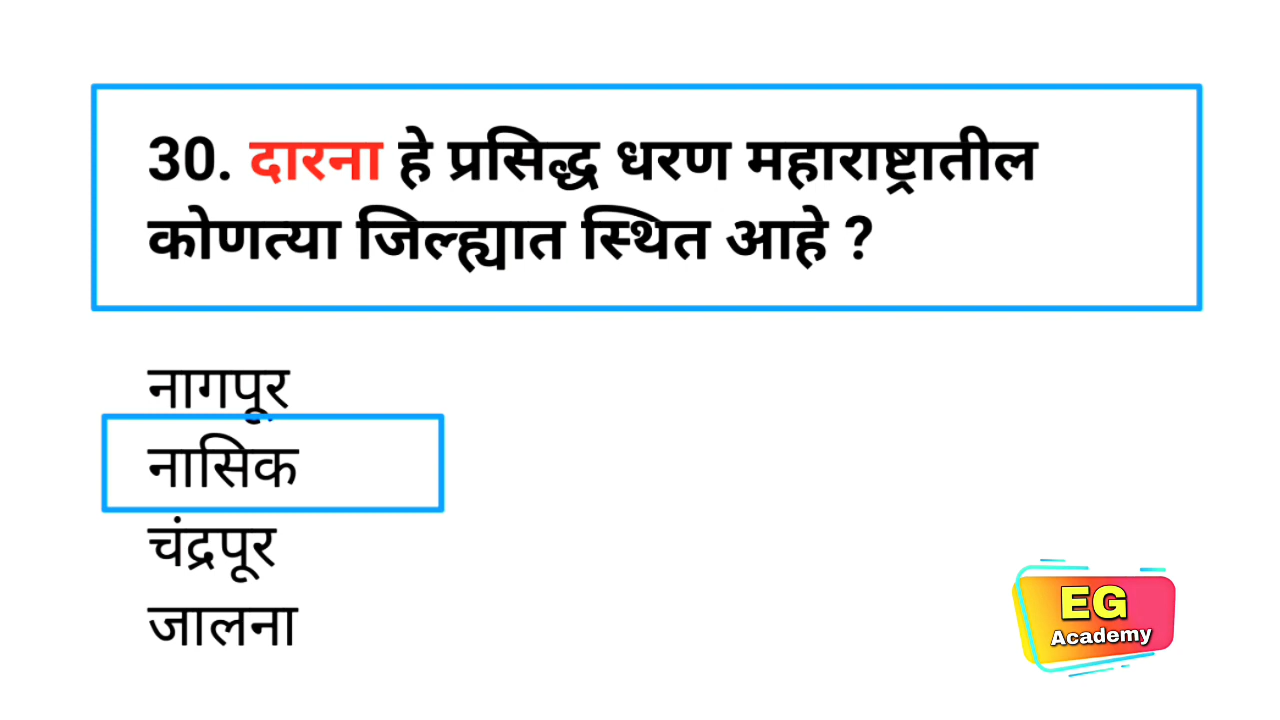 30. दारना हे प्रसिद्ध धरण महाराष्ट्रातील
कोणत्या जिल्ह्यात स्थित आहे ?
नागपूर
नासिक
चंद्रपूर
जालना
EG
Academy